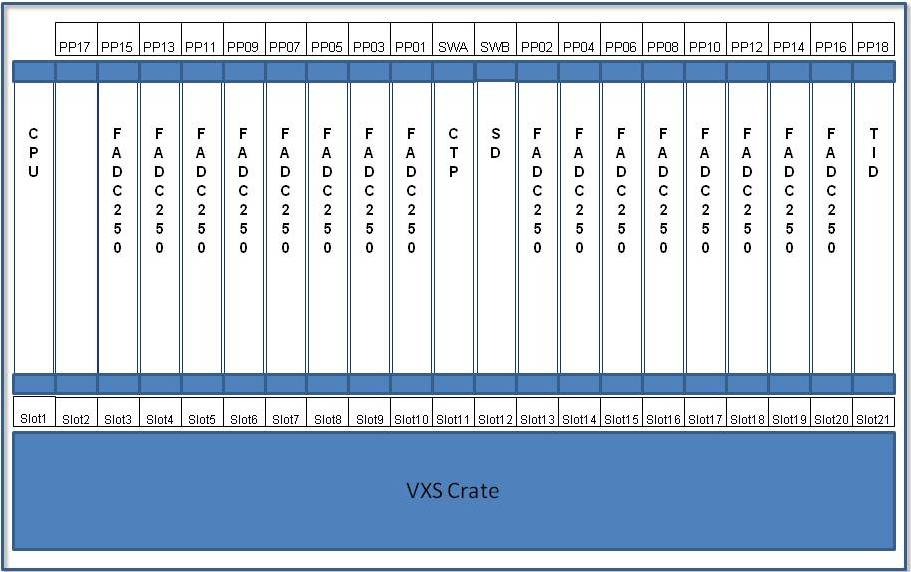 PP17 PP15 PP13 PP11 PP09 PP07 PP05 PP03 PP01 SWA SWB PP02 PP04 PP06 PP08 PP10 PP12 PP14 PP16 PP18
CPU FADC250 FADC250 FADC250 FADC250 FADC250 FADC250 FADC250 FADC250 CTP SD FADC250 FADC250 FADC250 FADC250 FADC250 FADC250 FADC250 FADC250 TID
Slot1 Slot2 Slot3 Slot4 Slot5 Slot6 Slot7 Slot8 Slot9 Slot10 Slot11 Slot12 Slot13 Slot14 Slot15 Slot16 Slot17 Slot18 Slot19 Slot20 Slot21
VXS Crate